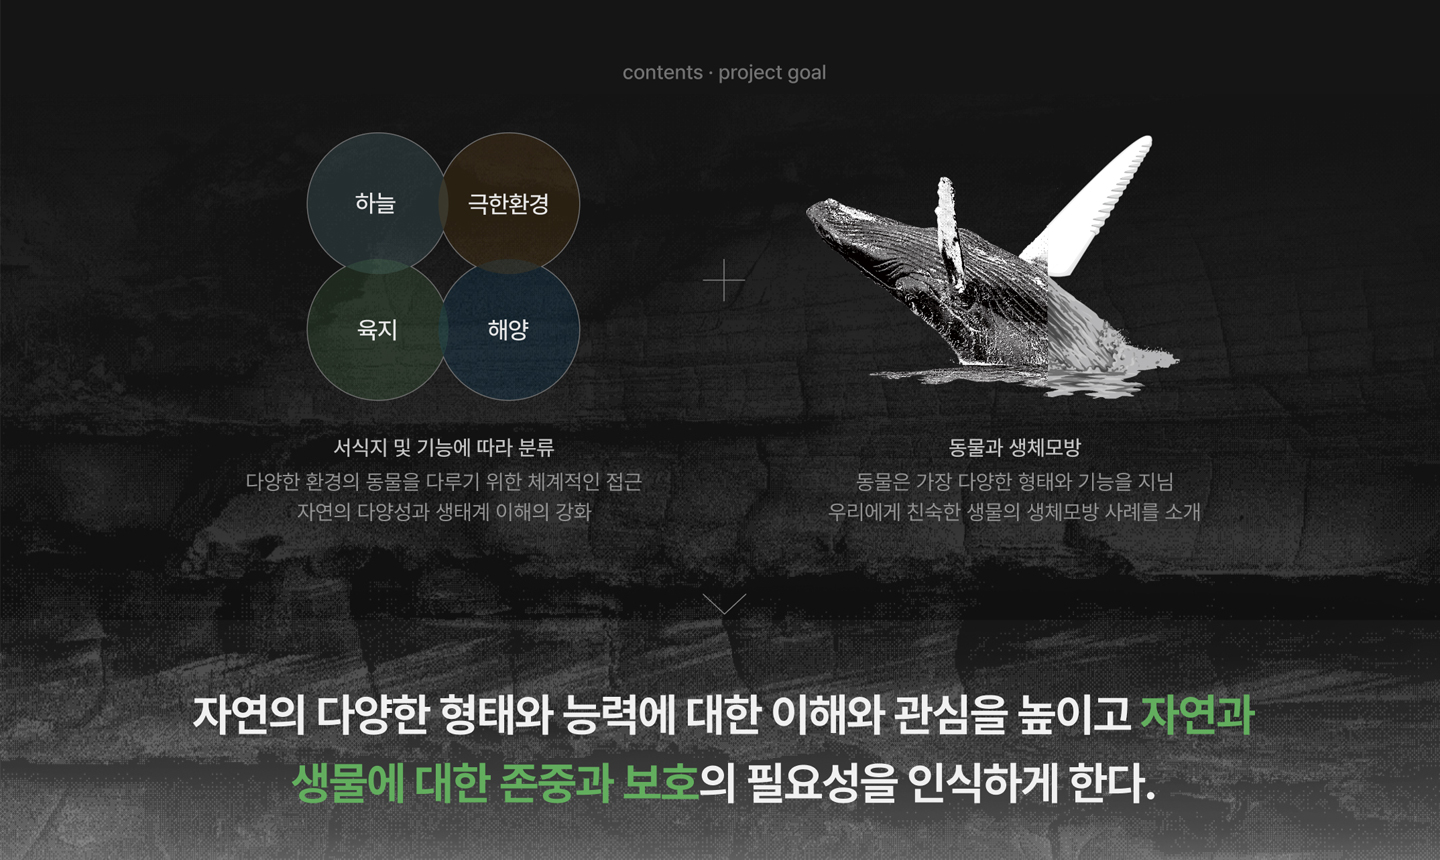 contents · project goal
하늘
극한환경
육지
해양
서식지 및 기능에 따라 분류
다양한 환경의 동물을 다루기 위한 체계적인 접근
자연의 다양성과 생태계 이해의 강화
동물과 생체모방
동물은 가장 다양한 형태와 기능을 지님
우리에게 친숙한 생물의 생체모방 사례를 소개
자연의 다양한 형태와 능력에 대한 이해와 관심을 높이고 자연과
생물에 대한 존중과 보호의 필요성을 인식하게 한다.